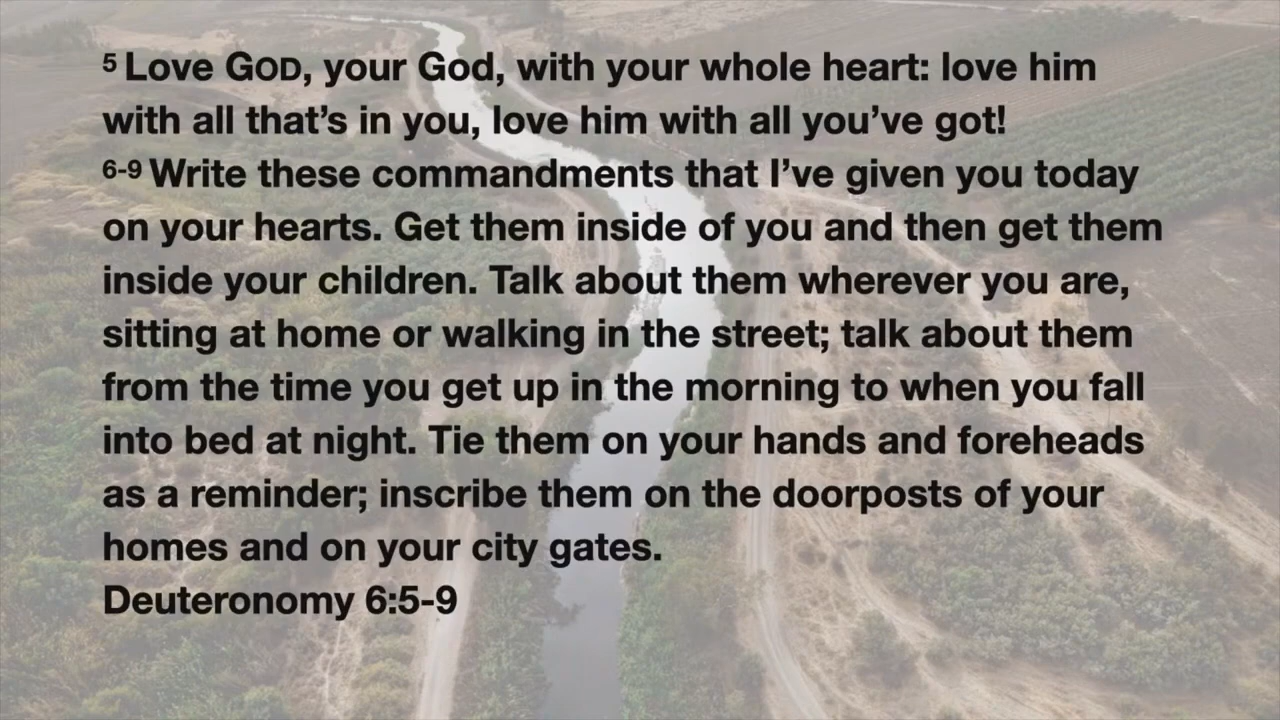 5 Love GOD, your God, with your whole heart: love him
with all that’s in you, love him with all you’ve got!
6-9 Write these commandments that I’ve given you today
on your hearts. Get them inside of you and then get them
inside your children. Talk about them wherever you are,
sitting at home or walking in the street; talk about them
from the time you get up in the morning to when you fall
into bed at night. Tie them on your hands and foreheads
as a reminder; inscribe them on the doorposts of your
homes and on your city gates.
Deuteronomy 6:5-9